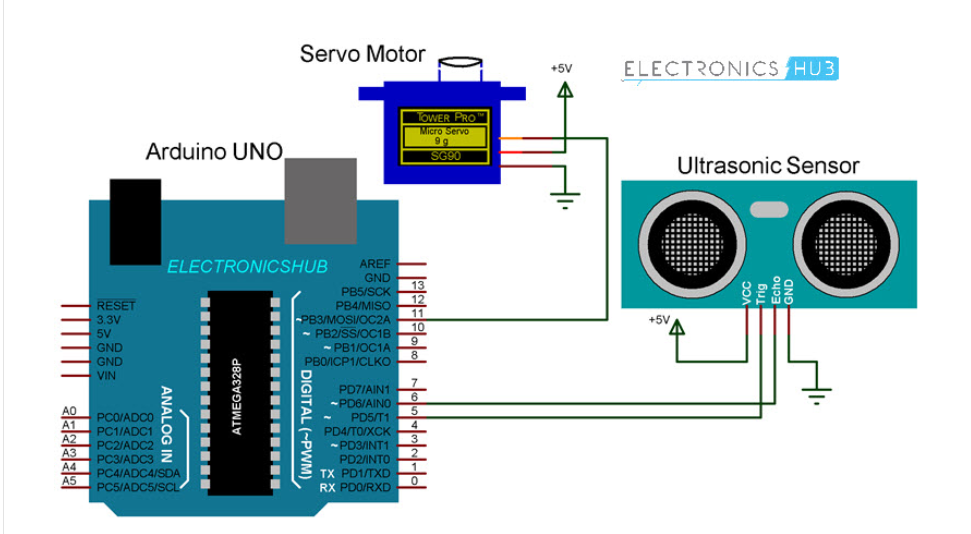 Servo Motor
+5V
ELECTRONICS HUB
TOWER PRO™
Micro Servo
9 g
SG90
Arduino UNO
Ultrasonic Sensor
ELECTRONICSHUB
VCC
Trig
Echo
GND
+5V
RESET
3.3V
5V
GND
GND
VIN
A0 PC0/ADC0
A1 PC1/ADC1
A2 PC2/ADC2
A3 PC3/ADC3
A4 PC4/ADC4/SDA
A5 PC5/ADC5/SCL
ANALOG IN
ATMEGA328P
DIGITAL (~PWM)
AREF
GND
PB5/SCK 13
PB4/MISO 12
~PB3/MOSI/OC2A 11
~ PB2/SS/OC1B 10
~ PB1/OC1A 9
PB0/ICP1/CLKO 8
PD7/AIN1 7
~PD6/AIN0 6
~ PD5/T1 5
PD4/T0/XCK 4
~PD3/INT1 3
PD2/INT0 2
TX PD1/TXD 1
RX PD0/RXD 0